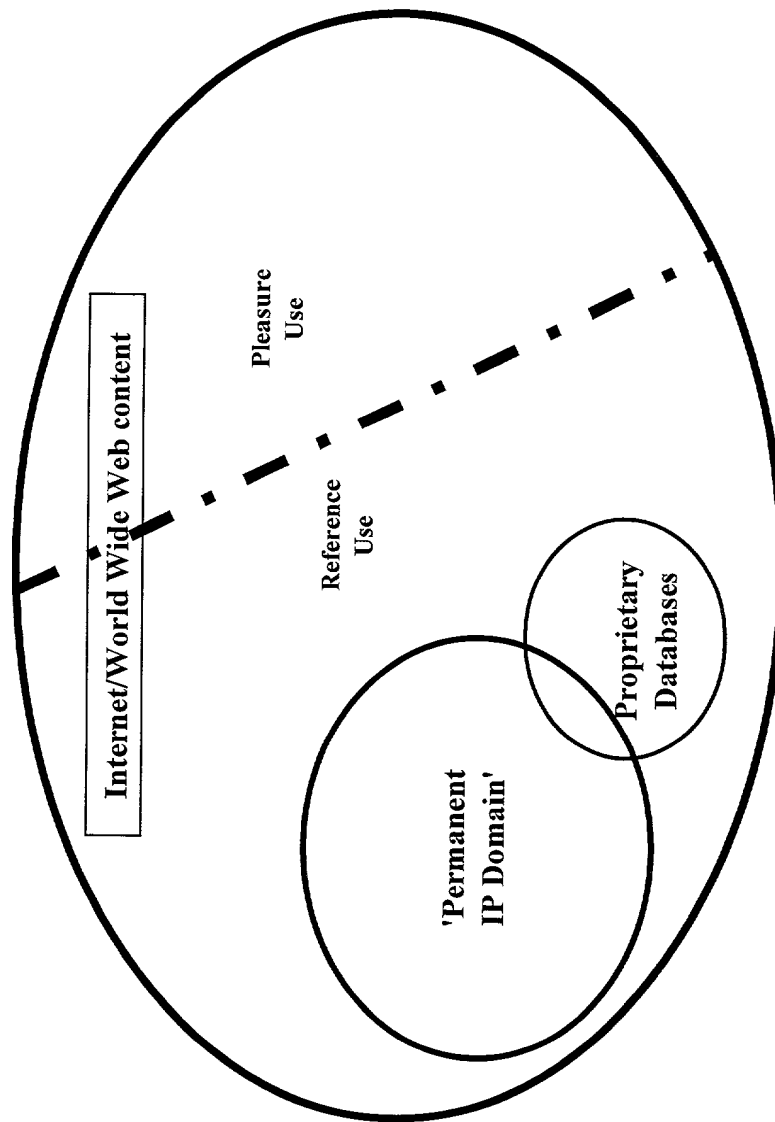 Internet/World Wide Web content
Pleasure
Use
Reference
Use
'Permanent
IP Domain'
Proprietary
Databases